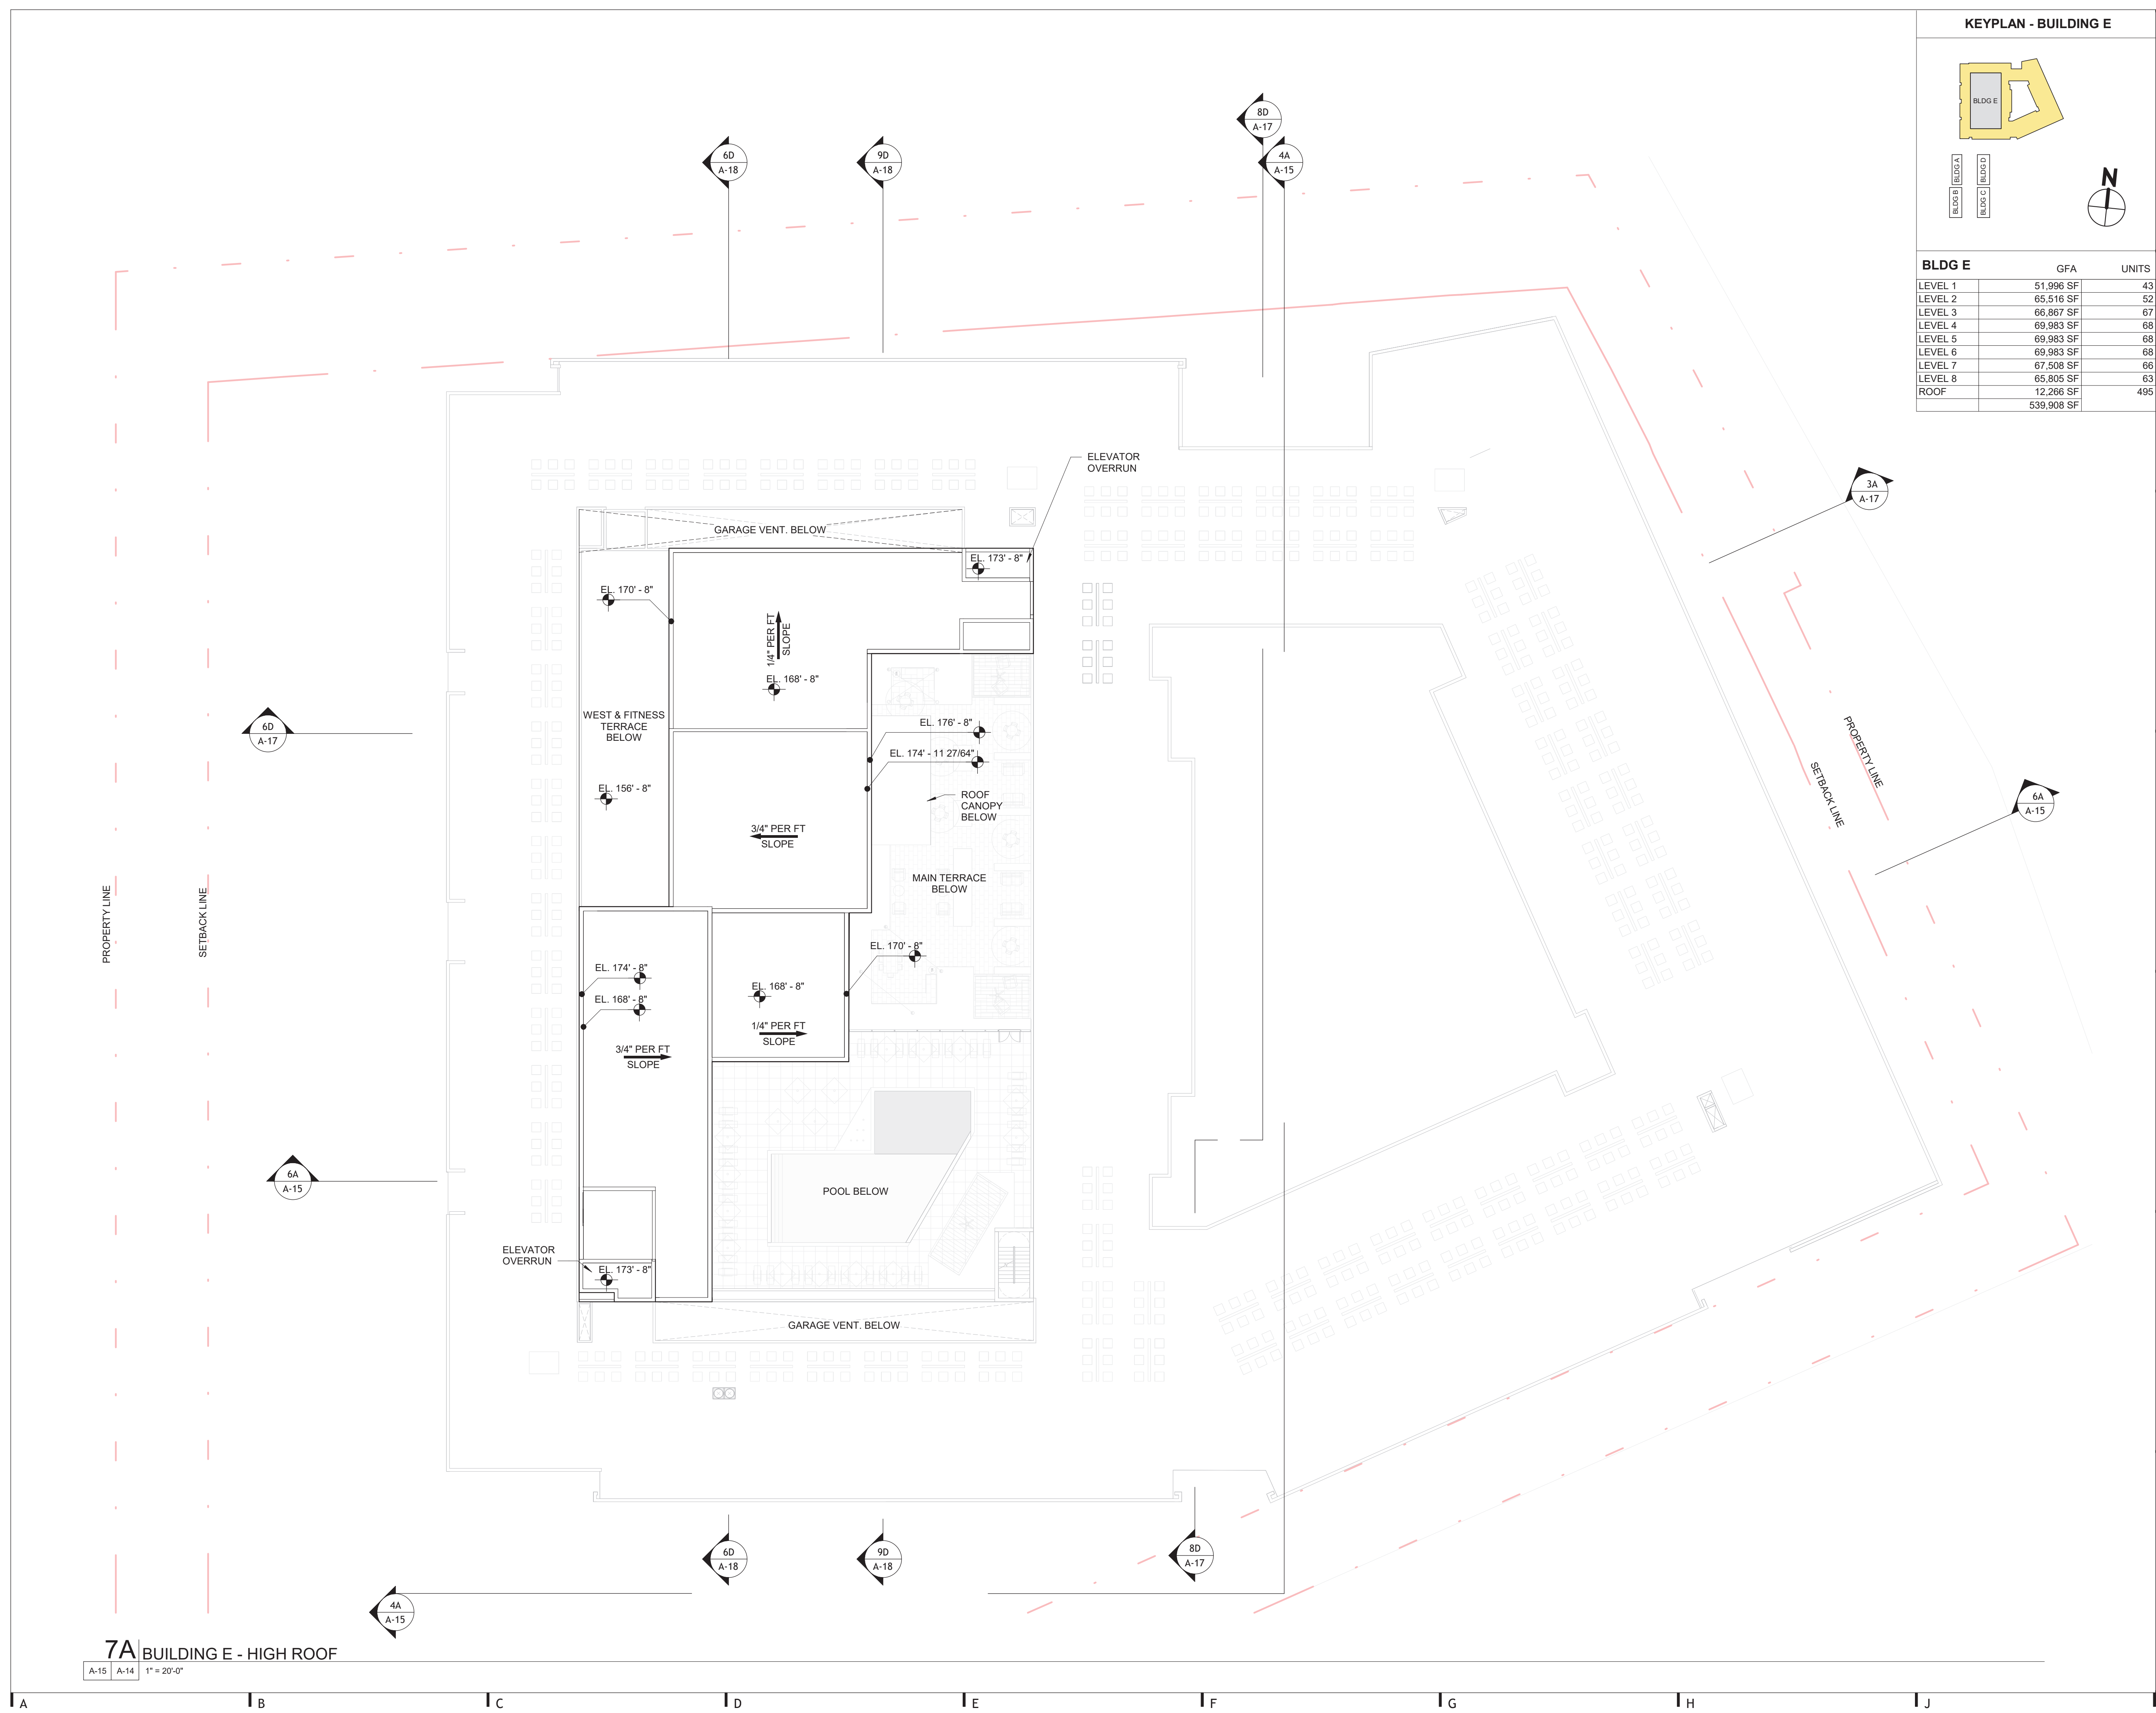 KEYPLAN - BUILDING E
BLDG E
BLDG A
BLDG D
BLDG B
BLDG C
N
BLDG E GFA UNITS
LEVEL 1 51,996 SF 43
LEVEL 2 65,516 SF 52
LEVEL 3 66,867 SF 67
LEVEL 4 69,983 SF 68
LEVEL 5 69,983 SF 68
LEVEL 6 69,983 SF 68
LEVEL 7 67,508 SF 66
LEVEL 8 65,805 SF 63
ROOF 12,266 SF 495
539,908 SF
8D
A-17
6D
A-18
9D
A-18
4A
A-15
3A
A-17
ELEVATOR
OVERRUN
GARAGE VENT. BELOW
EL. 173' - 8"
EL. 170' - 8"
1/4" PER FT
SLOPE
EL. 168' - 8"
WEST & FITNESS
TERRACE
BELOW
6D
A-17
EL. 176' - 8"
EL. 174' - 11 27/64"
EL. 156' - 8"
ROOF
CANOPY
BELOW
3/4" PER FT
SLOPE
PROPERTY LINE
SETBACK LINE
6A
A-15
MAIN TERRACE
BELOW
PROPERTY LINE
SETBACK LINE
EL. 170' - 8"
EL. 174' - 8"
EL. 168' - 8"
EL. 168' - 8"
1/4" PER FT
SLOPE
3/4" PER FT
SLOPE
6A
A-15
POOL BELOW
ELEVATOR
OVERRUN
EL. 173' - 8"
GARAGE VENT. BELOW
6D
A-18
9D
A-18
8D
A-17
4A
A-15
7A BUILDING E - HIGH ROOF
A-15 A-14 1" = 20'-0"
A B C D E F G H J